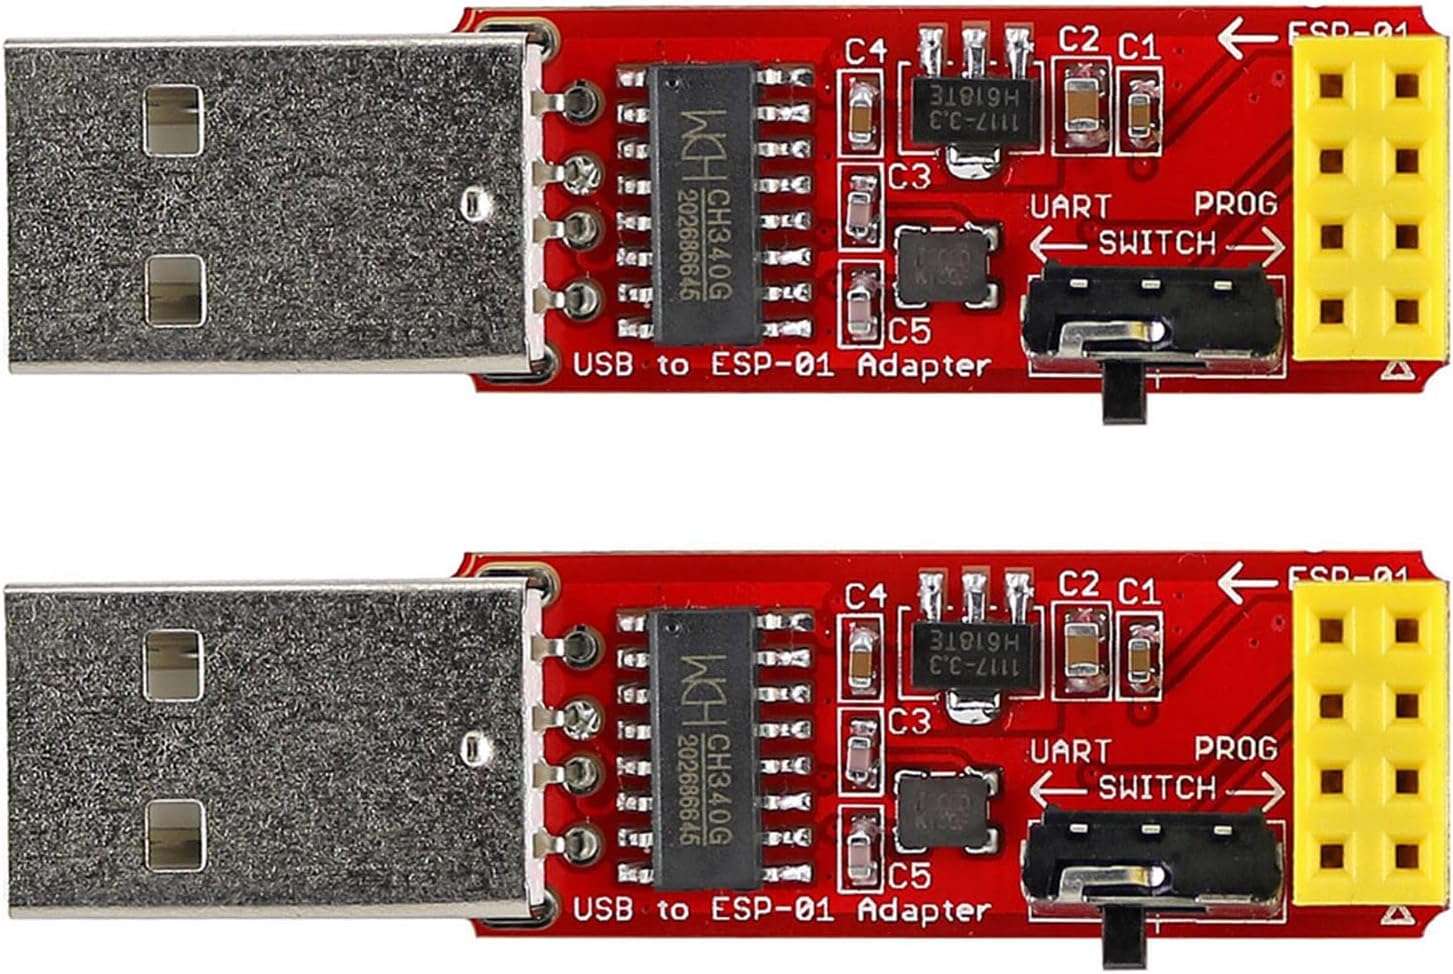 C4
C2
C1
ESP-01
1117-3.3
H618TE
WCH
CH340G
202686645
C3
UART PROG
SWITCH
C5
USB to ESP-01 Adapter
C4
C2
C1
ESP-01
1117-3.3
H618TE
WCH
CH340G
202686645
C3
UART PROG
SWITCH
C5
USB to ESP-01 Adapter